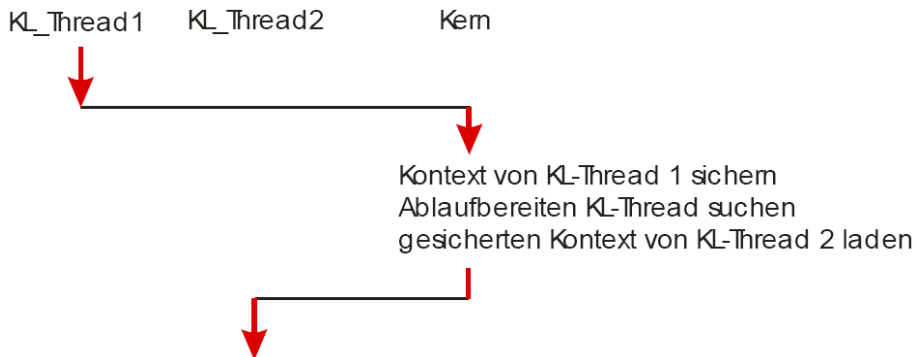 KL_Thread1 KL_Thread2 Kern
Kontext von KL-Thread 1 sichern
Ablaufbereiten KL-Thread suchen
gesicherten Kontext von KL-Thread 2 laden